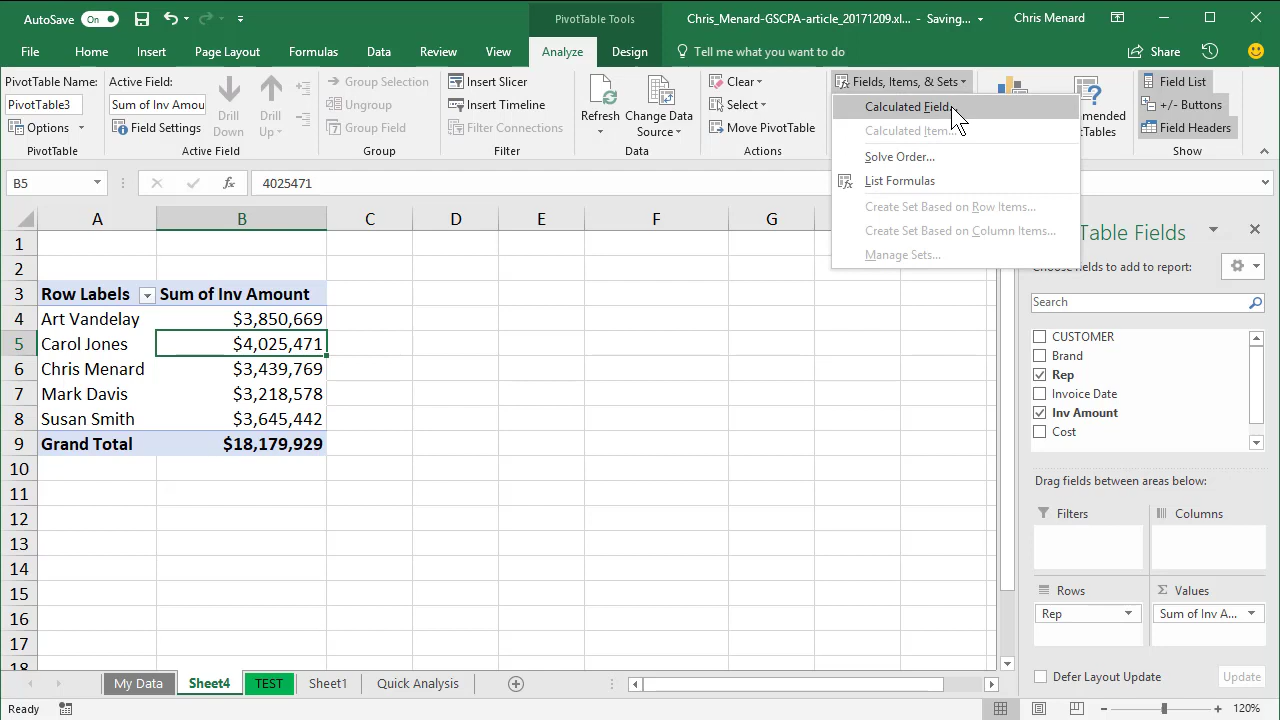 AutoSave On PivotTable Tools Chris_Menard-GSCPA-article_20171209.xl... - Saving... Chris Menard
File Home Insert Page Layout Formulas Data Review View Analyze Design Tell me what you want to do Share
PivotTable Name: Active Field: Group Selection Insert Slicer Clear Fields, Items, & Sets Field List
PivotTable3 Sum of Inv Amou Drill Down Drill Up Ungroup Insert Timeline Refresh Change Data Source Select +/- Buttons
Options Field Settings Group Field Filter Connections Move PivotTable Field Headers
PivotTable Active Field Group Filter Data Actions Show
Calculated Field...
Solve Order...
List Formulas
Create Set Based on Row Items...
Create Set Based on Column Items...
Manage Sets...
B5 fx 4025471
A B C D E F G
1
2
3 Row Labels Sum of Inv Amount
4 Art Vandelay $3,850,669
5 Carol Jones $4,025,471
6 Chris Menard $3,439,769
7 Mark Davis $3,218,578
8 Susan Smith $3,645,442
9 Grand Total $18,179,929
10
11
12
13
14
15
16
17
18
Table Fields
Choose fields to add to report:
Search
CUSTOMER
Brand
Rep
Invoice Date
Inv Amount
Cost
Drag fields between areas below:
Filters Columns
Rows Values
Rep Sum of Inv A...
Defer Layout Update Update
My Data Sheet4 TEST Sheet1 Quick Analysis
Ready 120%